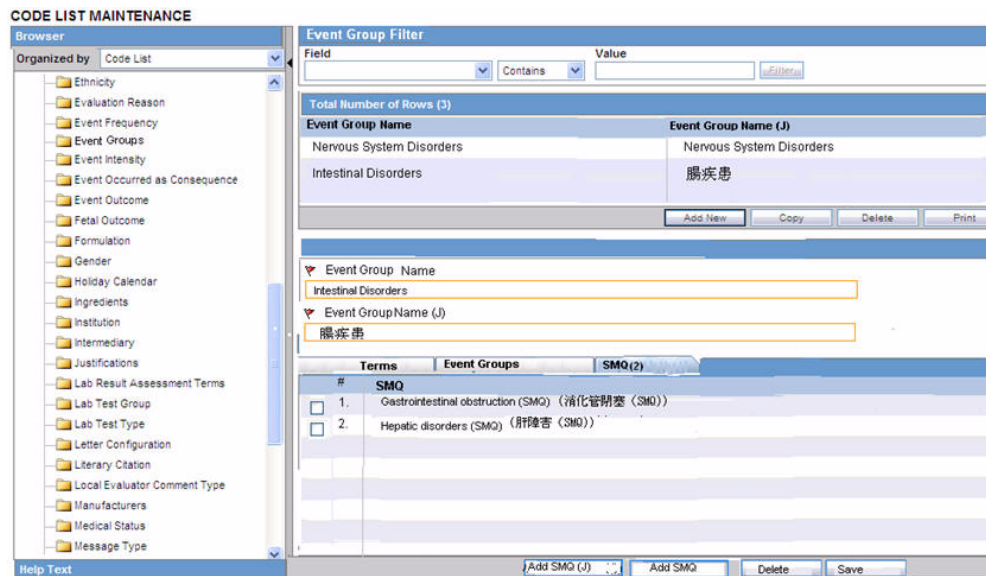 CODE LIST MAINTENANCE
Browser
Organized by Code List
Ethnicity
Evaluation Reason
Event Frequency
Event Groups
Event Intensity
Event Occurred as Consequence
Event Outcome
Fetal Outcome
Formulation
Gender
Holiday Calendar
Ingredients
Institution
Intermediary
Justifications
Lab Result Assessment Terms
Lab Test Group
Lab Test Type
Letter Configuration
Literary Citation
Local Evaluator Comment Type
Manufacturers
Medical Status
Message Type
Help Text
Event Group Filter
Field Value
Contains Filter
Total Number of Rows (3)
Event Group Name Event Group Name (J)
Nervous System Disorders Nervous System Disorders
Intestinal Disorders 腸疾患
Add New Copy Delete Print
Event Group Name
Intestinal Disorders
Event GroupName (J)
腸疾患
Terms Event Groups SMQ(2)
# SMQ
1. Gastrointestinal obstruction (SMQ) (消化管閉塞 (SMQ))
2. Hepatic disorders (SMQ) (肝障害 (SMQ))
Add SMQ (J) Add SMQ Delete Save